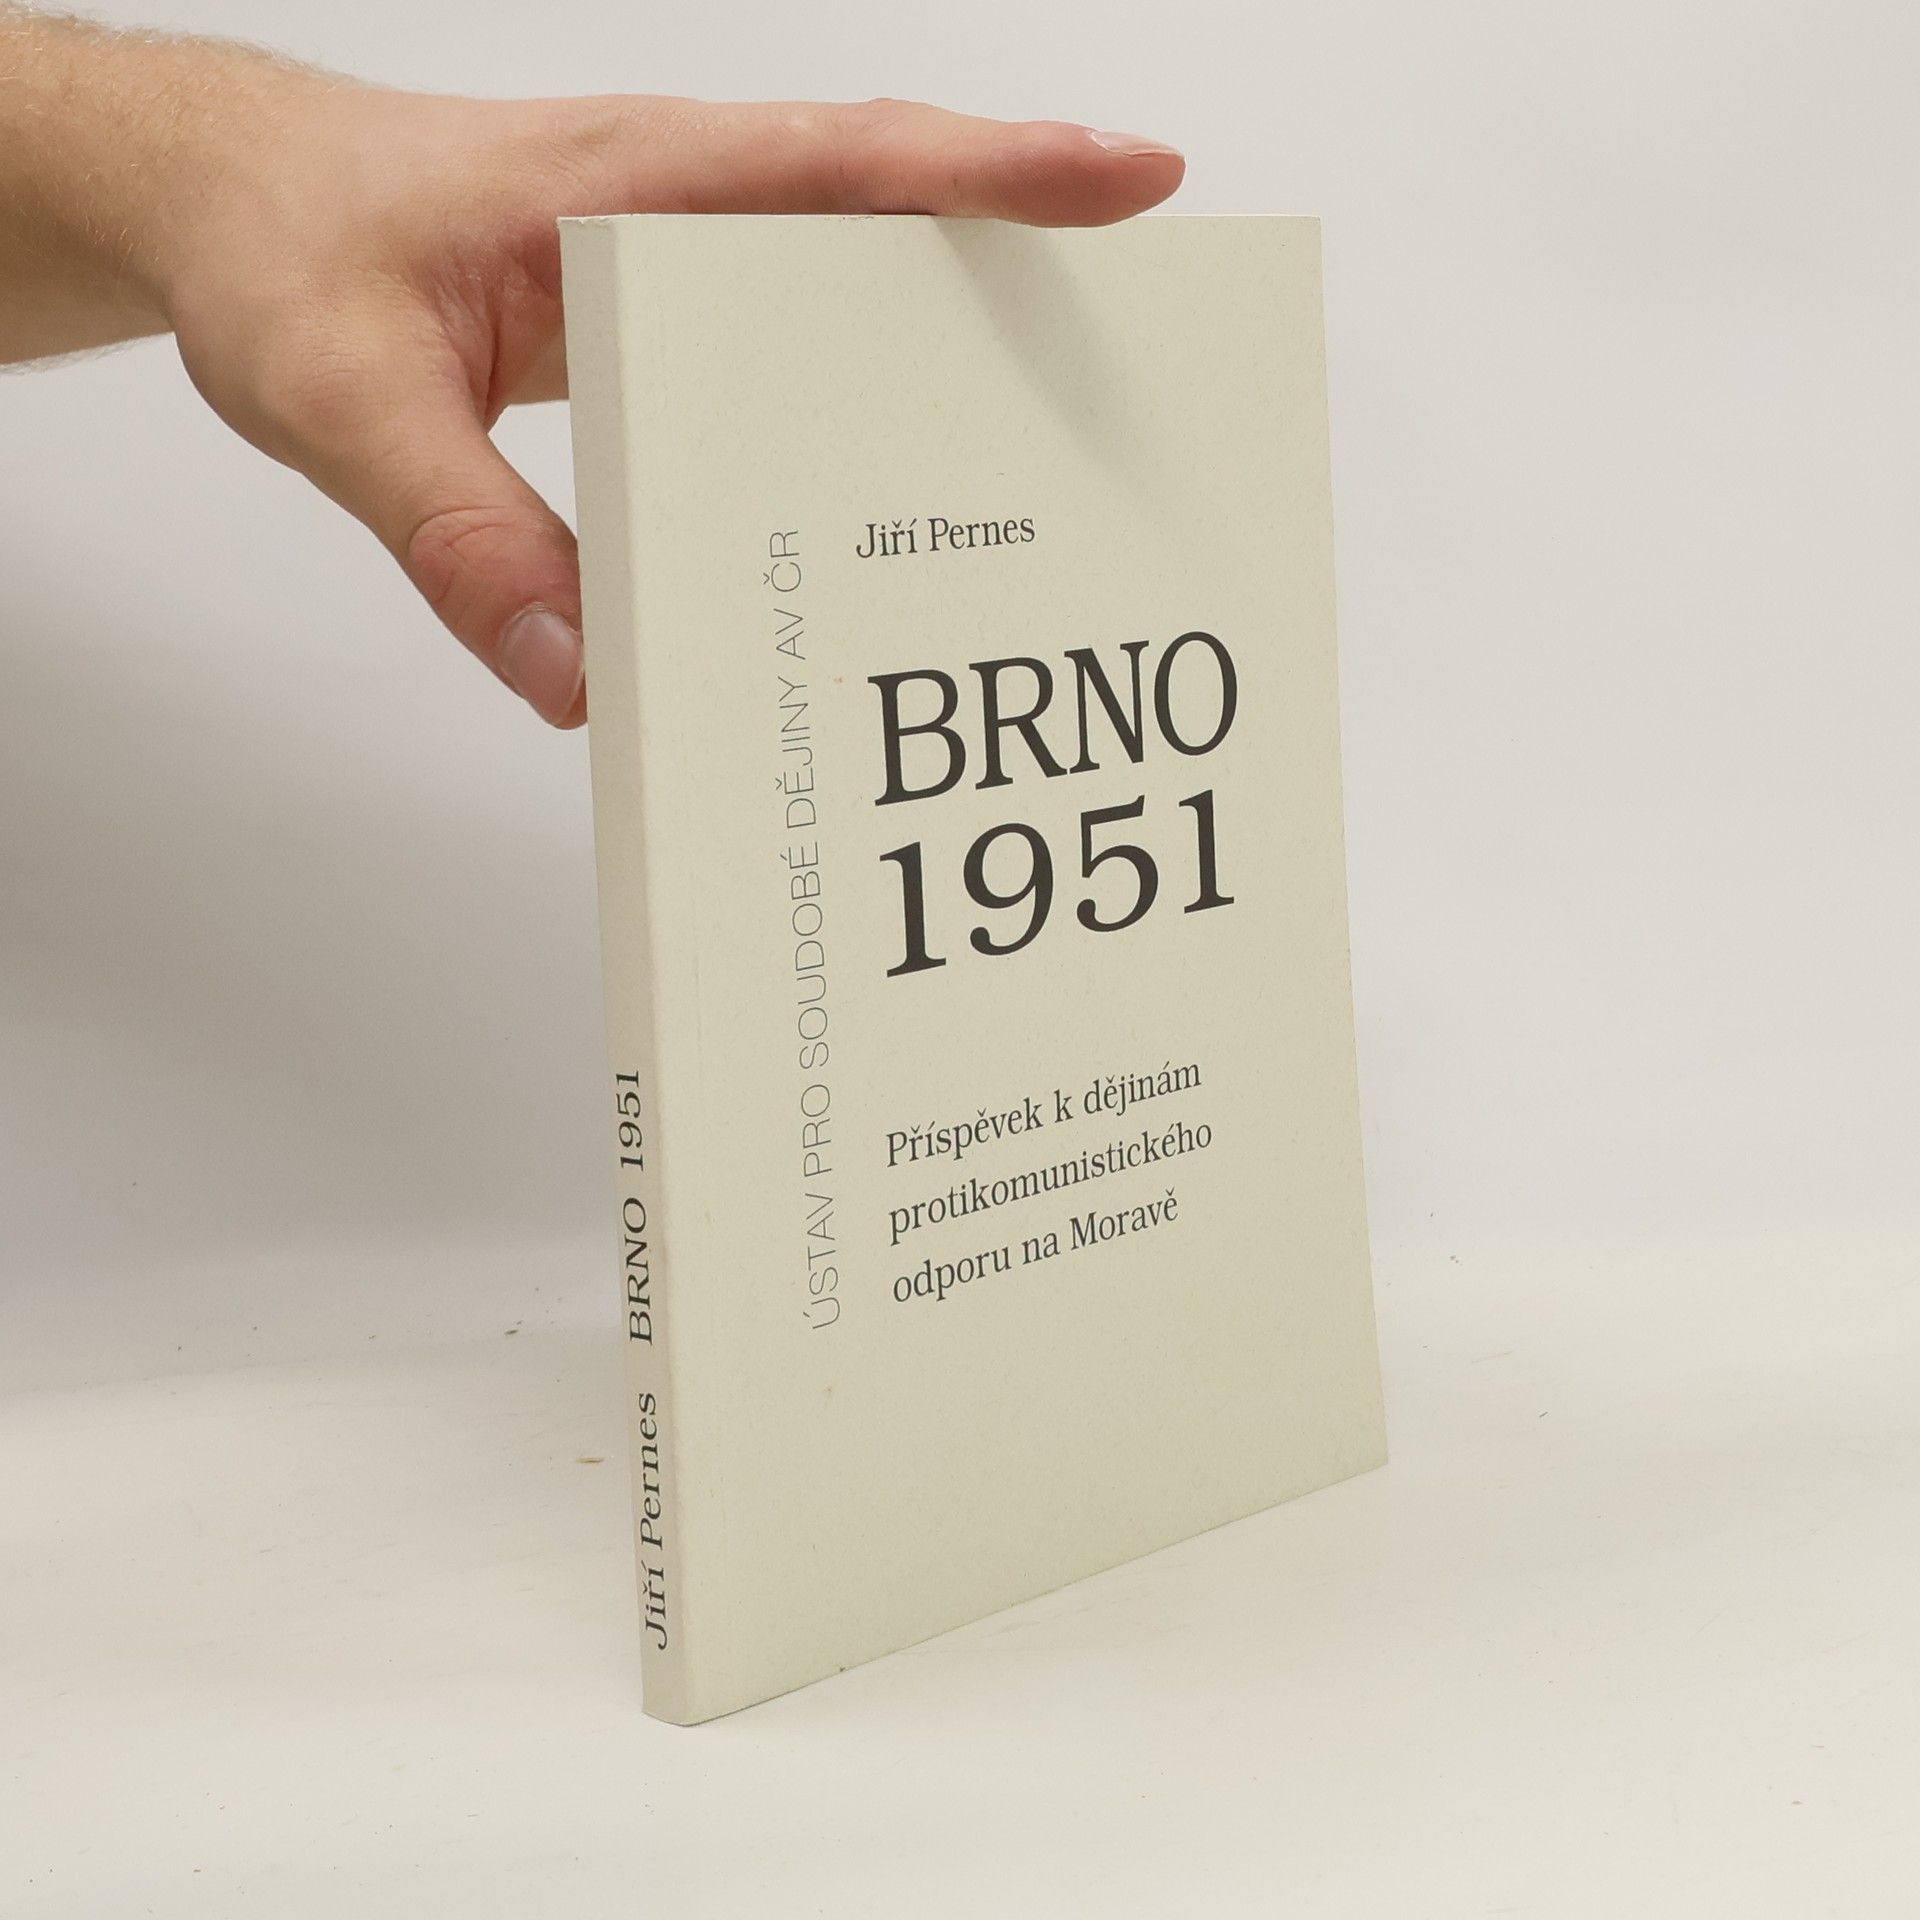 Jiří Pernes
BRNO
1951
Příspěvek k dějinám
protikomunistického
odporu na Moravě
ÚSTAV PRO SOUDOBÉ DĚJINY AV ČR
Jiří Pernes BRNO 1951